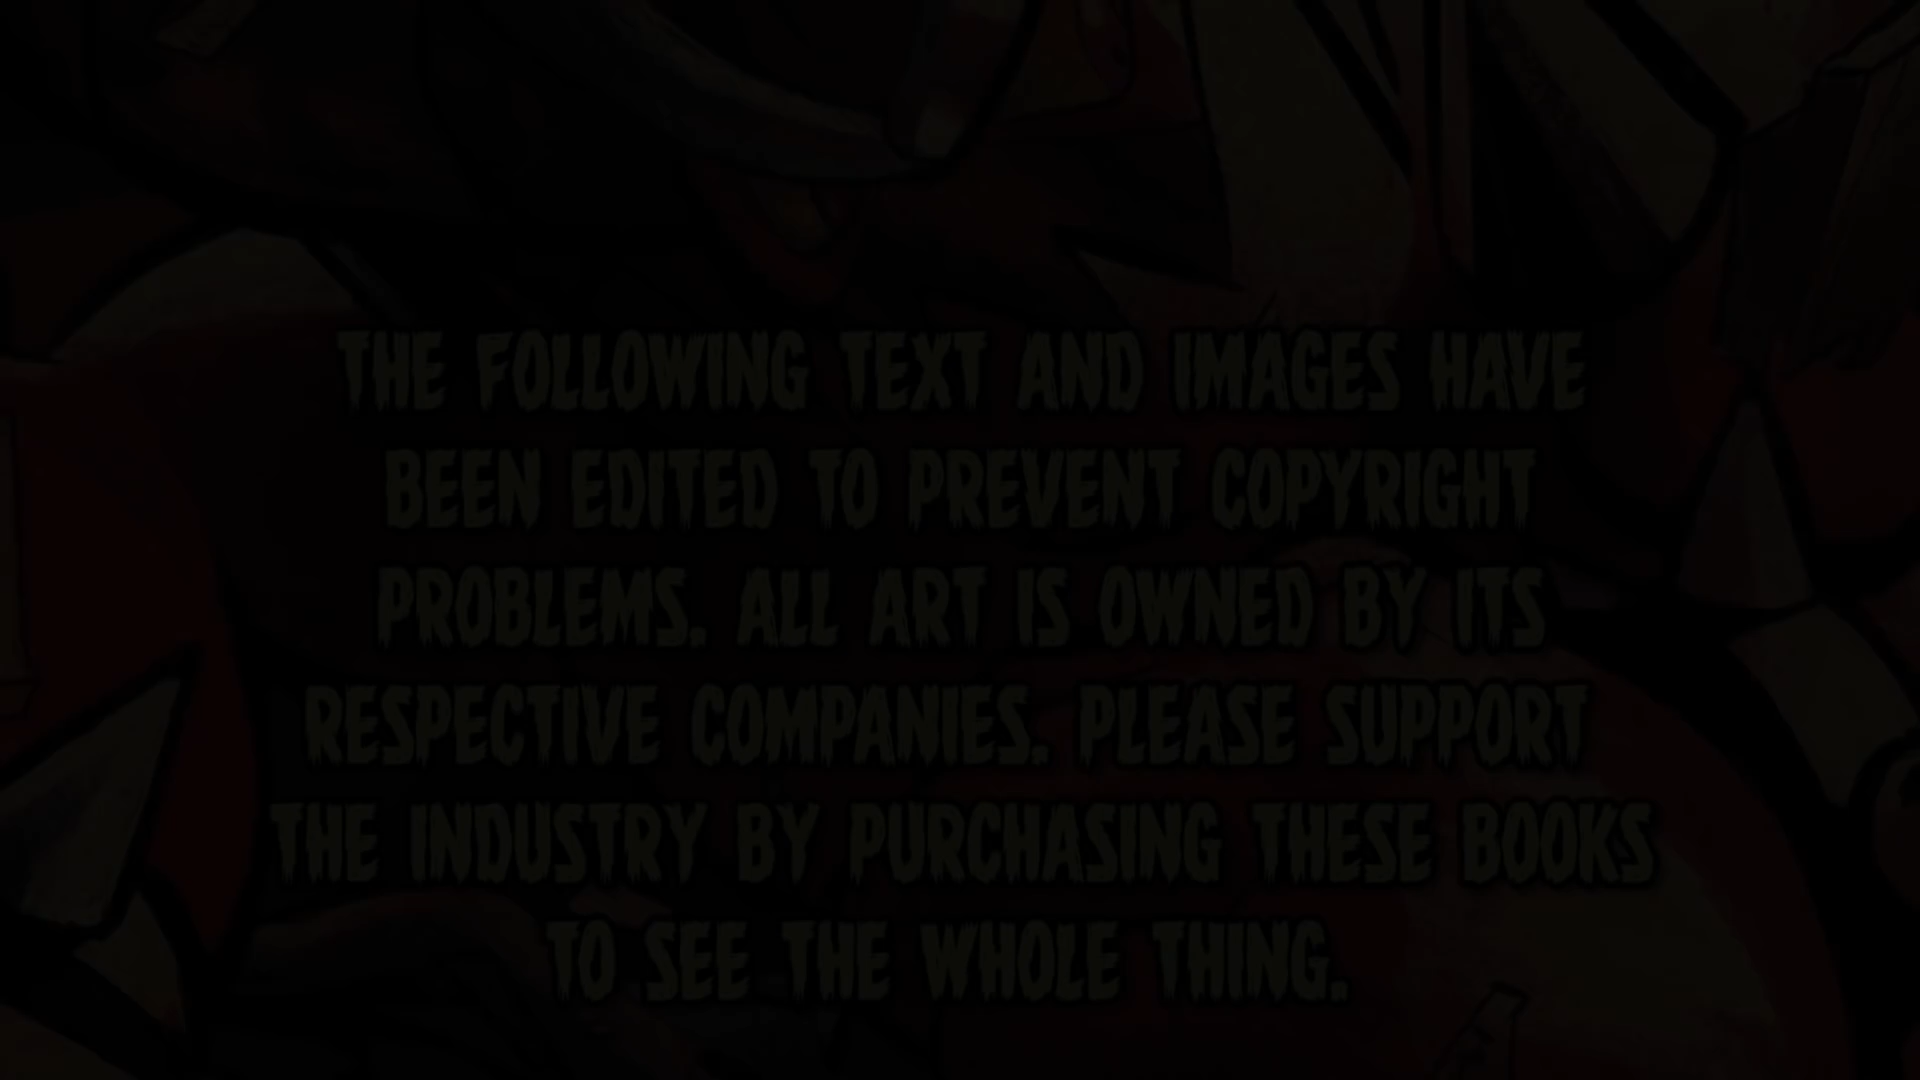 THE FOLLOWING TEXT AND IMAGES HAVE
BEEN EDITED TO PREVENT COPYRIGHT
PROBLEMS. ALL ART IS OWNED BY ITS
RESPECTIVE COMPANIES. PLEASE SUPPORT
THE INDUSTRY BY PURCHASING THESE BOOKS
TO SEE THE WHOLE THING.